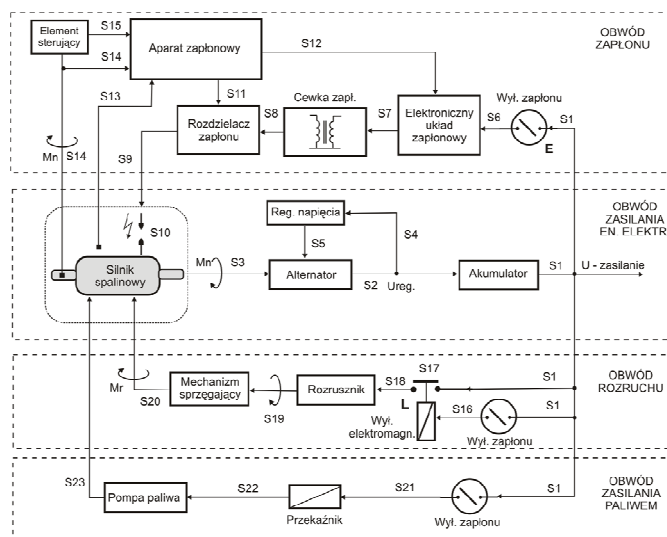 Element
sterujący
S15
S14
Aparat zapłonowy
S12
OBWÓD
ZAPŁONU
S13
S11
Cewka zapł.
Wył. zapłonu
Mn
S14
S9
Rozdzielacz
zapłonu
S8
S7
Elektroniczny
układ
zapłonowy
S6
S1
E
OBWÓD
ZASILANIA
EN. ELEKTR
Reg. napięcia
S10
S5
S4
Silnik
spalinowy
Mn
S3
Alternator
S2
Ureg.
Akumulator
S1
U - zasilanie
OBWÓD
ROZRUCHU
Mr
S20
Mechanizm
sprzęgający
S19
Rozrusznik
S18
S17
S1
L
S16
S1
Wył.
elektromagn.
Wył. zapłonu
OBWÓD
ZASILANIA
PALIWEM
S23
Pompa paliwa
S22
S21
S1
Przekaźnik
Wył. zapłonu